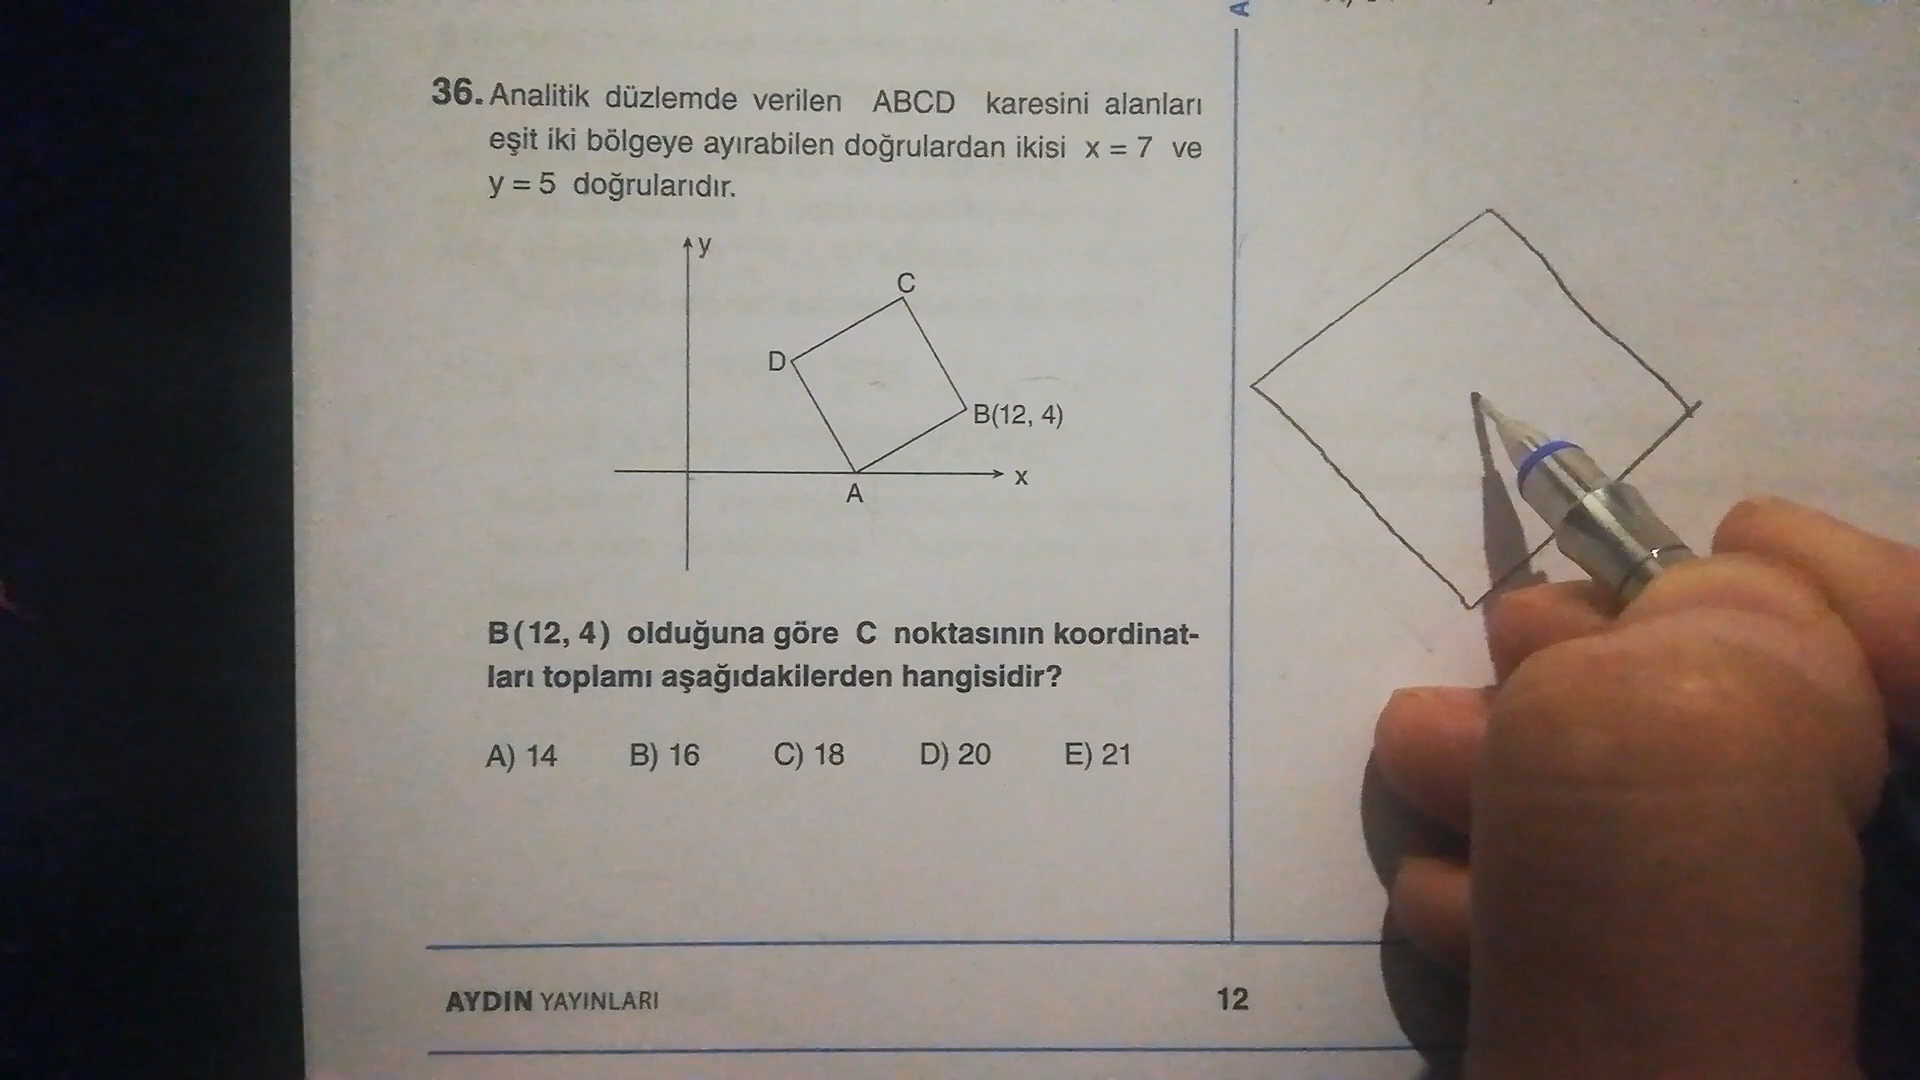 36. Analitik düzlemde verilen ABCD karesini alanları
eşit iki bölgeye ayırabilen doğrulardan ikisi x = 7 ve
y = 5 doğrularıdır.
y
C
D
B(12, 4)
x
A
B(12, 4) olduğuna göre C noktasının koordinat-
ları toplamı aşağıdakilerden hangisidir?
A) 14 B) 16 C) 18 D) 20 E) 21
AYDIN YAYINLARI
12